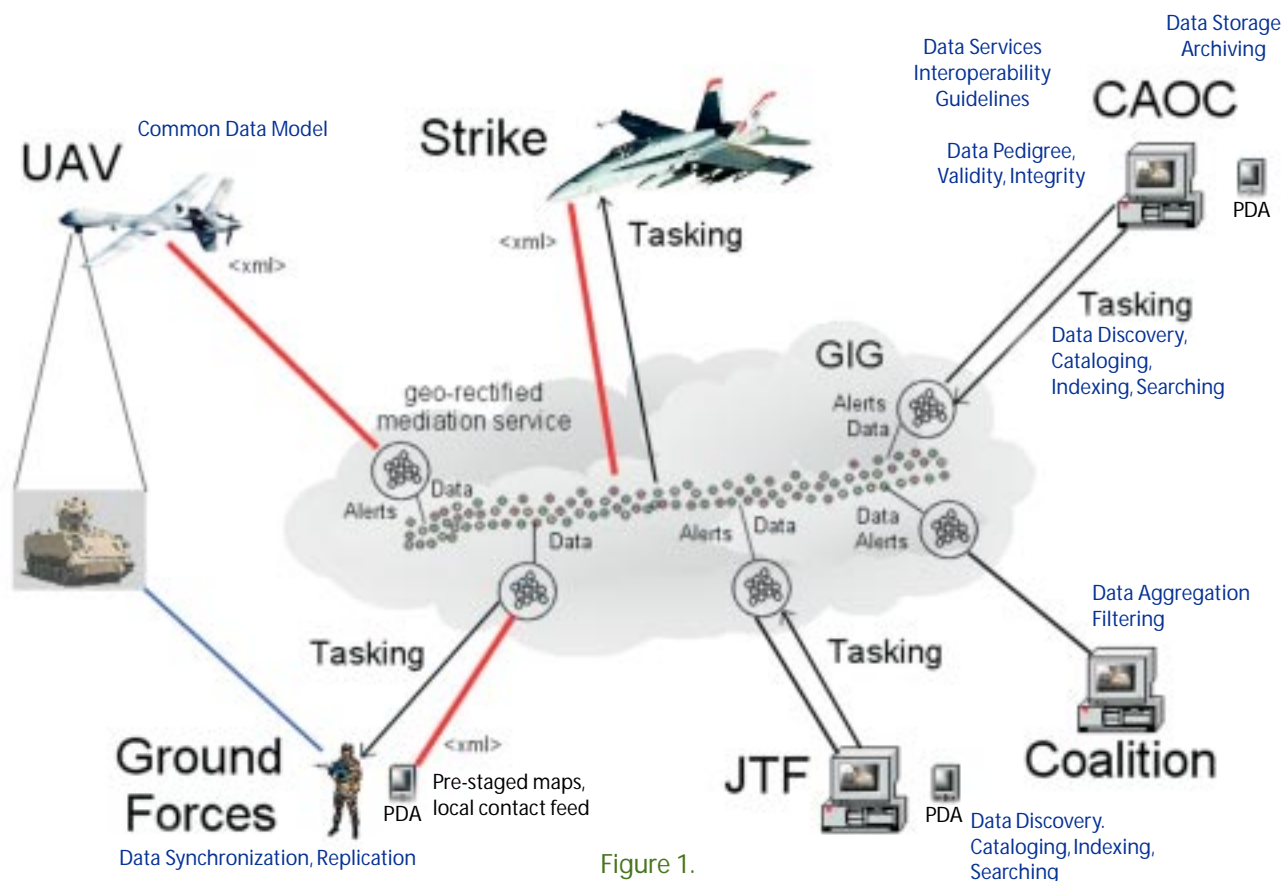 Data Storage
Archiving
Data Services
Interoperability
Guidelines
CAOC
Common Data Model
Strike
UAV
Data Pedigree,
Validity, Integrity
PDA
<xml>
<xml>
Tasking
Tasking
Data Discovery,
Cataloging,
Indexing, Searching
GIG
geo-rectified
mediation service
Alerts
Data
Data
Alerts
Data
Alerts
Data
Data
Alerts
Data Aggregation
Filtering
Tasking
Tasking
<xml>
Ground
Forces
PDA
Pre-staged maps,
local contact feed
JTF
PDA
Coalition
Data Discovery.
Cataloging, Indexing,
Searching
Data Synchronization, Replication
Figure 1.